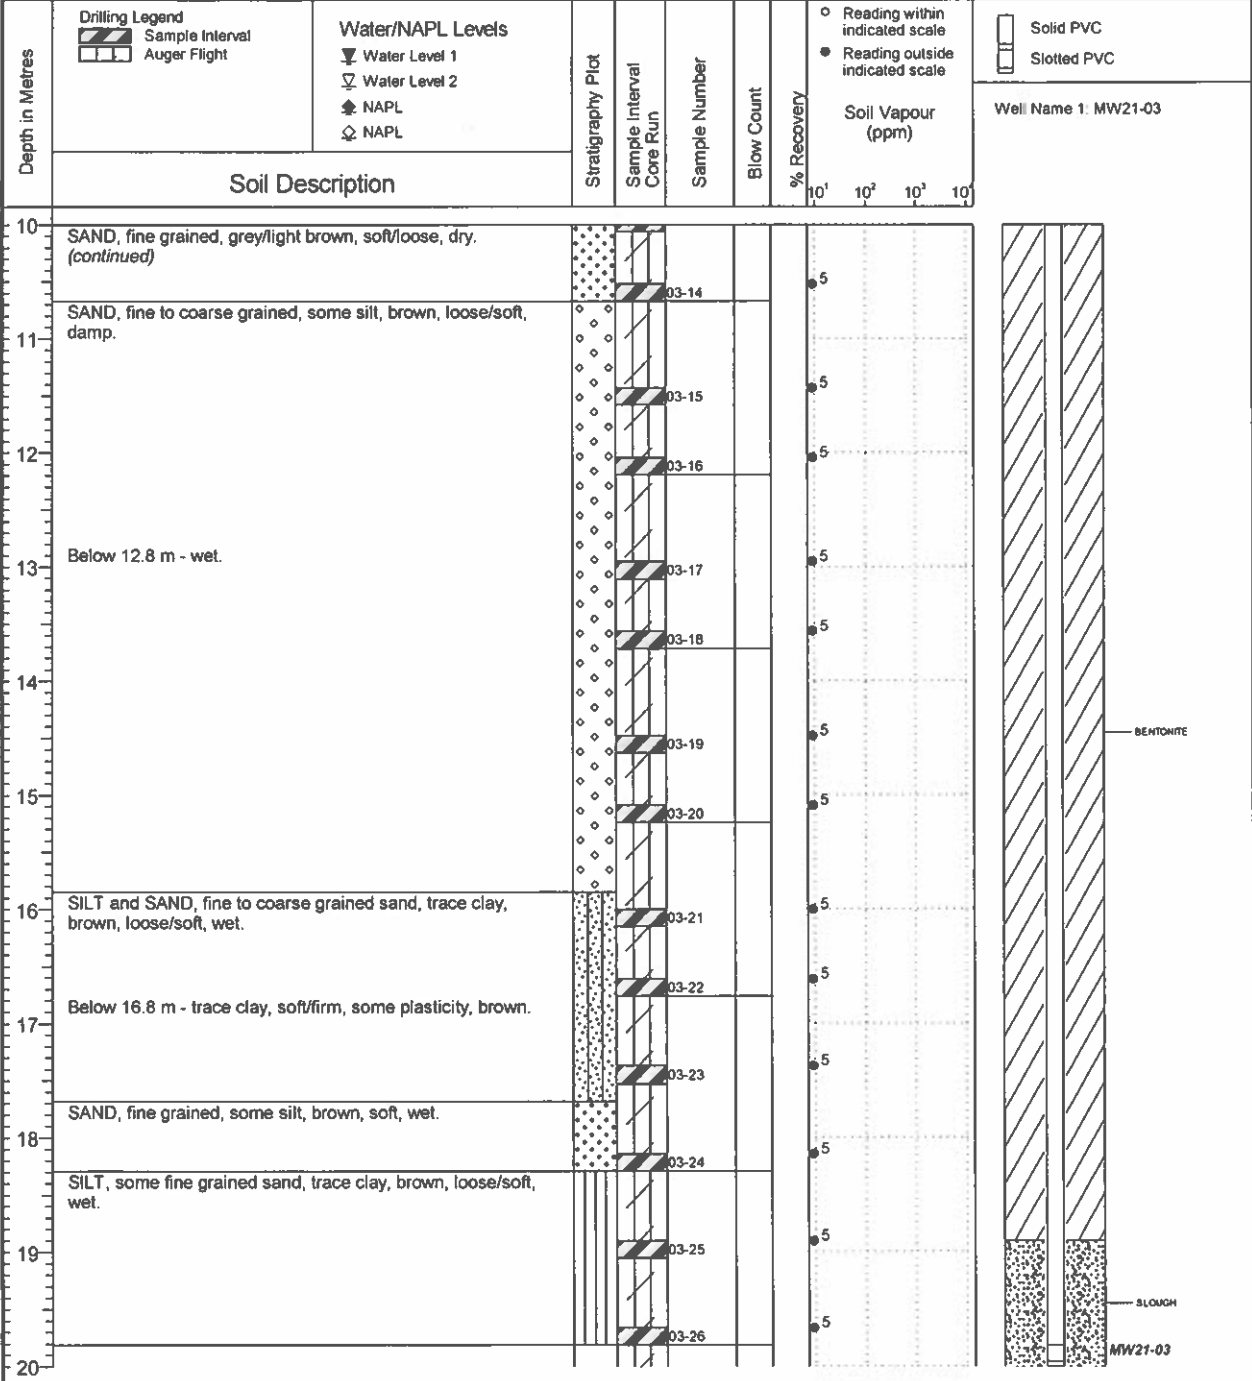 Drilling Legend
Sample Interval
Auger Flight
Water/NAPL Levels
Water Level 1
Water Level 2
NAPL
NAPL
Reading within
indicated scale
Reading outside
indicated scale
Solid PVC
Slotted PVC
Depth in Metres
Soil Description
Stratigraphy Plot
Sample Interval
Core Run
Sample Number
Blow Count
% Recovery
Soil Vapour
(ppm)
10¹ 10² 10³ 10⁴
Well Name 1: MW21-03
10
SAND, fine grained, grey/light brown, soft/loose, dry.
(continued)
5
03-14
SAND, fine to coarse grained, some silt, brown, loose/soft,
damp.
11
5
03-15
12
5
03-16
Below 12.8 m - wet.
5
13
03-17
5
03-18
14
5
03-19
BENTONITE
15
5
03-20
SILT and SAND, fine to coarse grained sand, trace clay,
brown, loose/soft, wet.
16
5
03-21
5
03-22
Below 16.8 m - trace clay, soft/firm, some plasticity, brown.
17
5
03-23
SAND, fine grained, some silt, brown, soft, wet.
18
5
03-24
SILT, some fine grained sand, trace clay, brown, loose/soft,
wet.
19
5
03-25
SLOUGH
5
03-26
MW21-03
20